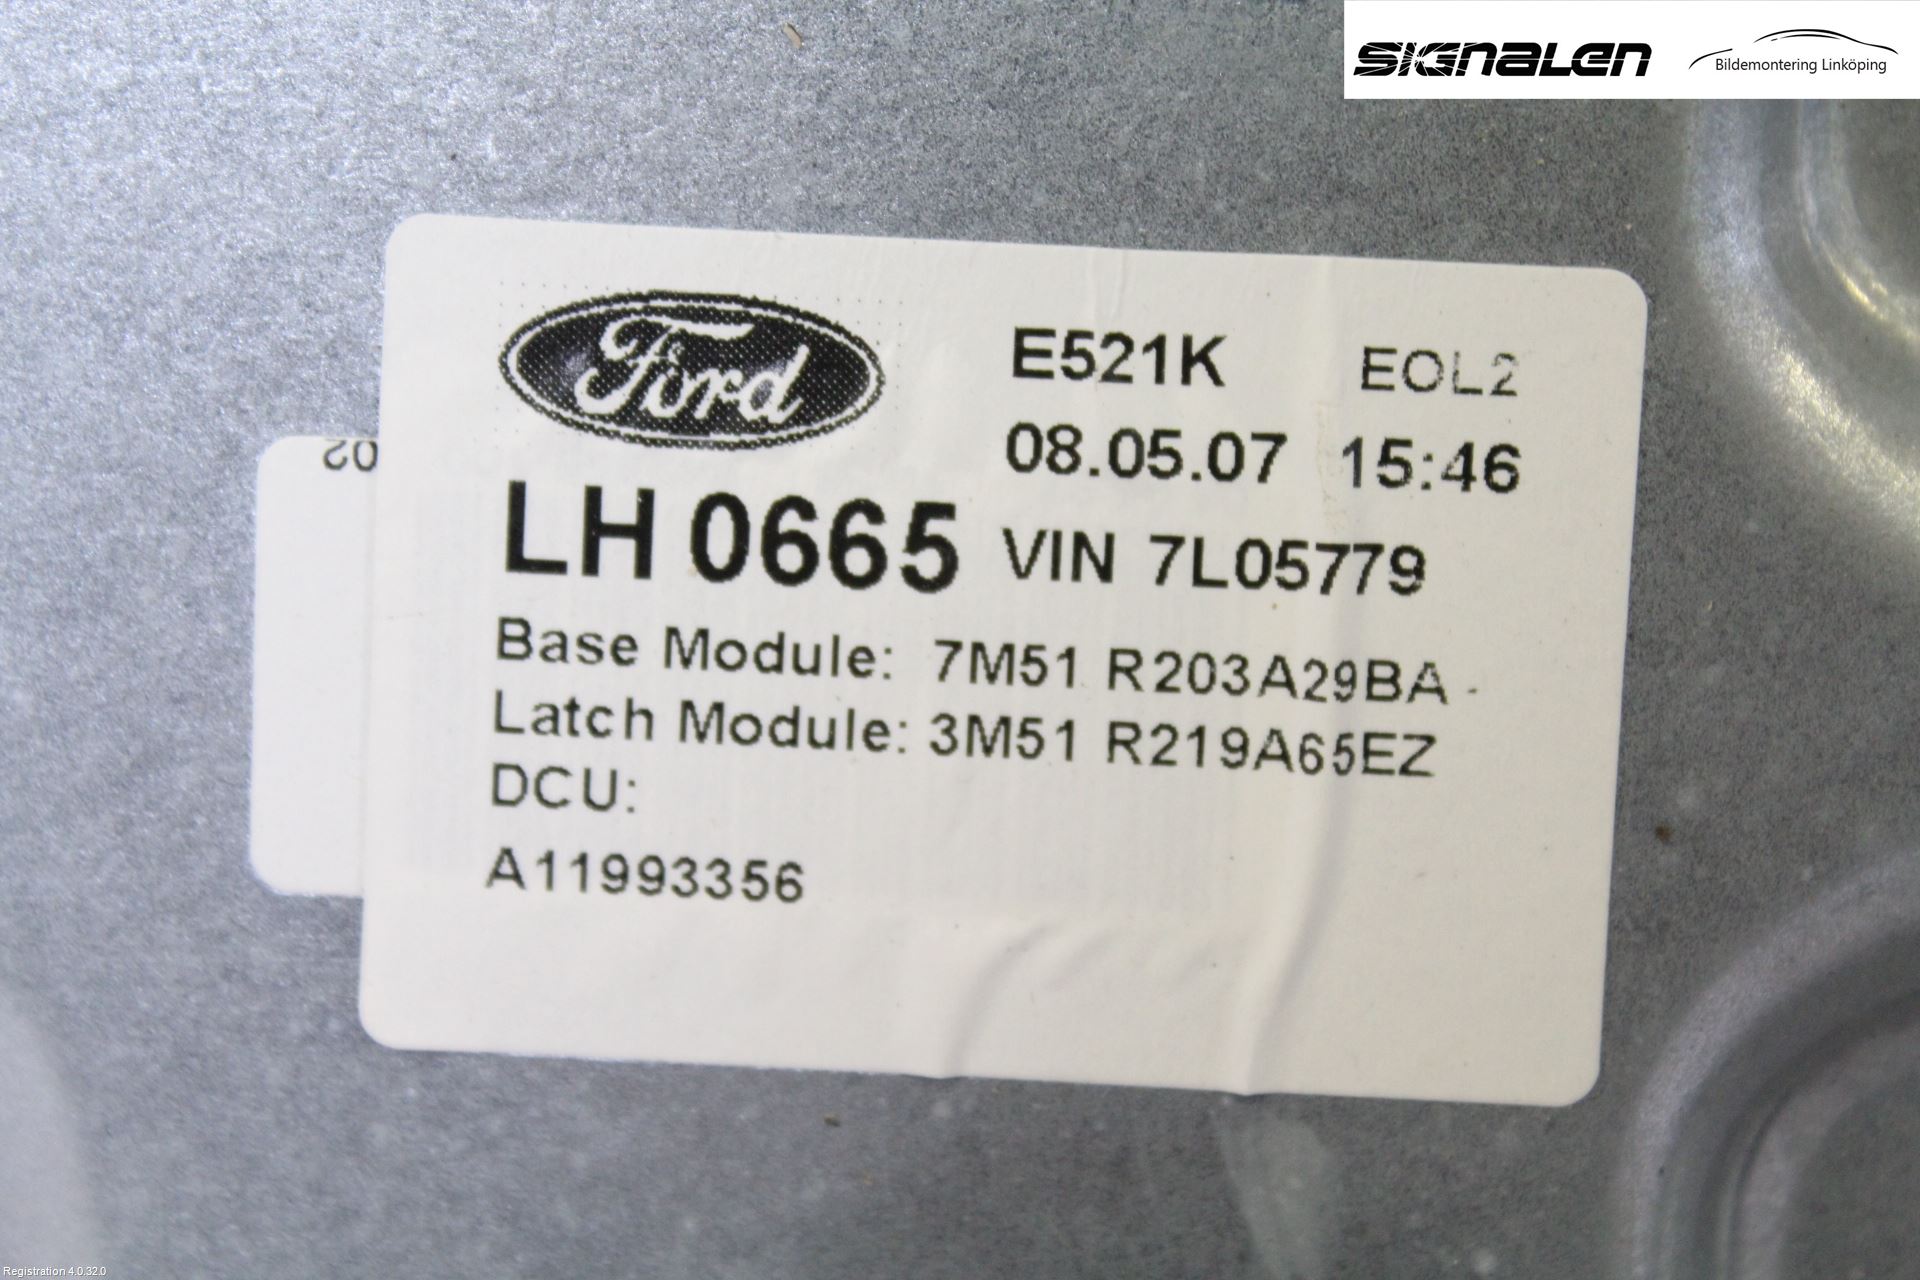 SIGNALEN
Bildemontering Linköping
Ford
E521K EOL2
08.05.07 15:46
02
LH 0665 VIN 7L05779
Base Module: 7M51 R203A29BA -
Latch Module: 3M51 R219A65EZ
DCU:
A11993356
Registration 4.0.32.0